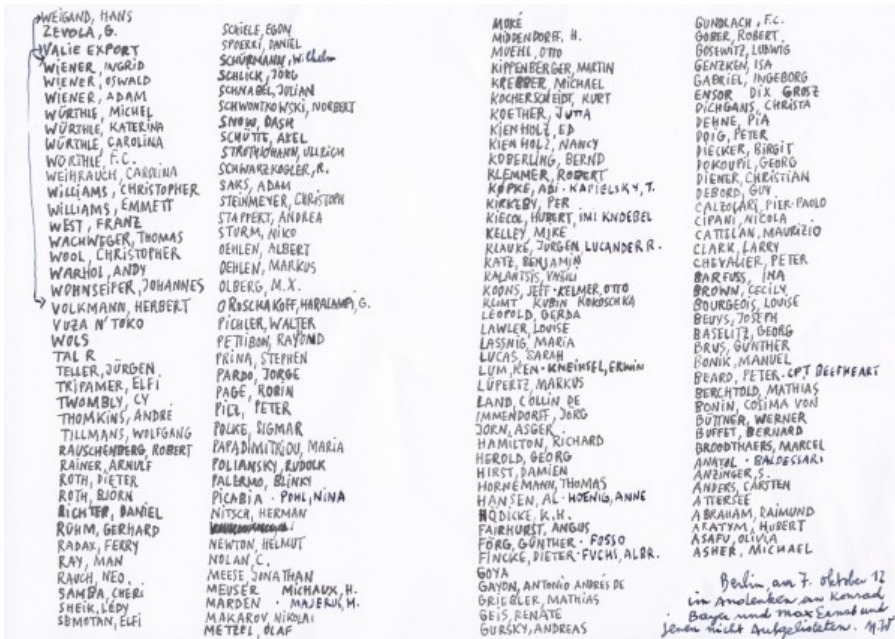 WEIGAND, HANS
ZEVOLA, G.
VALIE EXPORT
WIENER, INGRID
WIENER, OSWALD
WIENER, ADAM
WÜRTHLE, MICHEL
WÜRTHLE, KATERINA
WÜRTHLE, CAROLINA
WÜRTHLE, F.C.
WEIHRAUCH, CAROLINA
WILLIAMS, CHRISTOPHER
WILLIAMS, EMMETT
WEST, FRANZ
WACHWEGER, THOMAS
WOOL, CHRISTOPHER
WARHOL, ANDY
WOHNSEIFER, JOHANNES
VOLKMANN, HERBERT
VUZA N'TOKO
WOLS
TAL R
TELLER, JÜRGEN
TRIPAMER, ELFI
TWOMBLY, CY
THOMKINS, ANDRÉ
TILLMANS, WOLFGANG
RAUSCHENBERG, ROBERT
RAINER, ARNULF
ROTH, DIETER
ROTH, BJÖRN
RICHTER, DANIEL
RÜHM, GERHARD
RADAX, FERRY
RAY, MAN
RAUCH, NEO
SAMBA, CHERI
SHEIK, LEDY
SEMOTAN, ELFI
SCHIELE, EGON
SPOERRI, DANIEL
SCHÜRMANN, Wilhelm
SCHLICK, JÖRG
SCHNABEL, JULIAN
SCHWONTKOWSKI, NORBERT
SNOW, DASH
SCHÜTTE, AXEL
STROTHJOHANN, ULLRICH
SCHWARZKOGLER, R.
SAKS, ADAM
STEINMEYER, CHRISTOPH
STAPPERT, ANDREA
STURM, NIKO
OEHLEN, ALBERT
OEHLEN, MARKUS
OLBERG, M.X.
OROSCHAKOFF, HARALAMPI, G.
PICHLER, WALTER
PETTIBON, RAYOND
PRINA, STEPHEN
PARDO, JORGE
PAGE, ROBIN
PILZ, PETER
POLKE, SIGMAR
PAPADIMITRIOU, MARIA
POLIANSKY, RUDOLK
PALERMO, BLINKY
PICABIA · POHL, NINA
NITSCH, HERMAN
NEWTON, HELMUT
NOLAN C.
MEESE JONATHAN
MEUSER MICHAUX, H.
MARDEN · MAJERUS, M.
MAKAROV NIKOLAI
METZEL, OLAF
MOKÉ
MIDDENDORFF, H.
MUEHL, OTTO
KIPPENBERGER, MARTIN
KREBBER, MICHAEL
KOCHERSCHEIDT, KURT
KOETHER, JUTTA
KIENHOLZ, ED
KIENHOLZ, NANCY
KOBERLING, BERND
KLEMMER, ROBERT
KØPKE, ABI · KAPIELSKY, T.
KIRKEBY, PER
KIECOL, HUBERT, INI KNOEBEL
KELLEY, MIKE
KLAUKE, JÜRGEN LUCANDER R.
KATZ, BENJAMIN
KALANTSIS, VASILI
KOONS, JEFF · KELMER, OTTO
KLIMT KUBIN KOKOSCHKA
LEOPOLD, GERDA
LAWLER, LOUISE
LASSNIG, MARIA
LUCAS, SARAH
LUM, KEN · KNEIHSEL, ERWIN
LÜPERTZ, MARKUS
LAND, COLLIN DE
IMMENDORFF, JÖRG
JORN, ASGER
HAMILTON, RICHARD
HEROLD, GEORG
HIRST, DAMIEN
HORNEMANN, THOMAS
HANSEN, AL · HOENIG, ANNE
HÖDICKE, K.H.
FAIRHURST, ANGUS
FÖRG, GÜNTHER · FOSSO
FINCKE, DIETER · FUCHS, ALBR.
GOYA
GAYON, ANTONIO ANDRÉS DE
GRIEBLER, MATHIAS
GEIS, RENATE
GURSKY, ANDREAS
GUNDLACH, F.C.
GOBER, ROBERT
GOSEWITZ, LUDWIG
GENZKEN, ISA
GABRIEL, INGEBORG
ENSOR DIX GROSZ
DICHGANS, CHRISTA
DEHNE, PIA
DOIG, PETER
DIECKER, BIRGIT
DOKOUPIL, GEORG
DIENER, CHRISTIAN
DEBORD, GUY
CALZOLARI, PIER-PAOLO
CIPANI, NICOLA
CATTELAN, MAURIZIO
CLARK, LARRY
CHEVALIER, PETER
BARFUSS, INA
BROWN, CECILY
BOURGEOIS, LOUISE
BEUYS, JOSEPH
BASELITZ, GEORG
BRUS, GÜNTHER
BONIK, MANUEL
BEARD, PETER · CPT DEEPHEART
BERCHTOLD, MATHIAS
BONIN, COSIMA VON
BÜTTNER, WERNER
BUFFET, BERNARD
BROODTHAERS, MARCEL
ANATOL · BALDESSARI
ANZINGER, S.
ANDERS, CARSTEN
ATTERSEE
ABRAHAM, RAIMUND
ARATYM, HUBERT
ASAFU, OLIVIA
ASHER, MICHAEL
Berlin, am 7. Oktober 12
im Andenken an Konrad
Bayer und Max Ernst und
jenen nicht Aufgelisteten. M.W